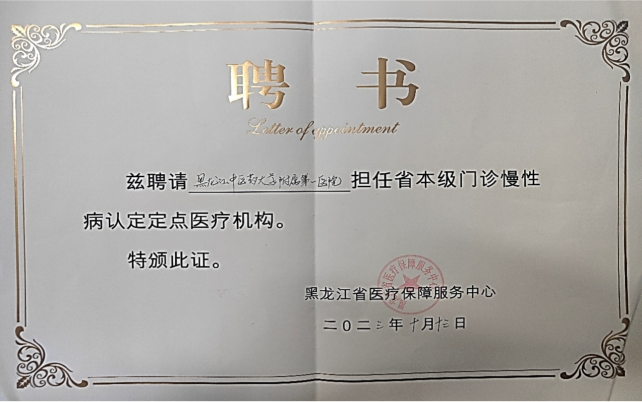 聘书
Letter of appointment
兹聘请 黑龙江中医药大学附属第一医院 担任省本级门诊慢性
病认定定点医疗机构。
特颁此证。
黑龙江省医疗保障服务中心
二〇二三年十月十三日